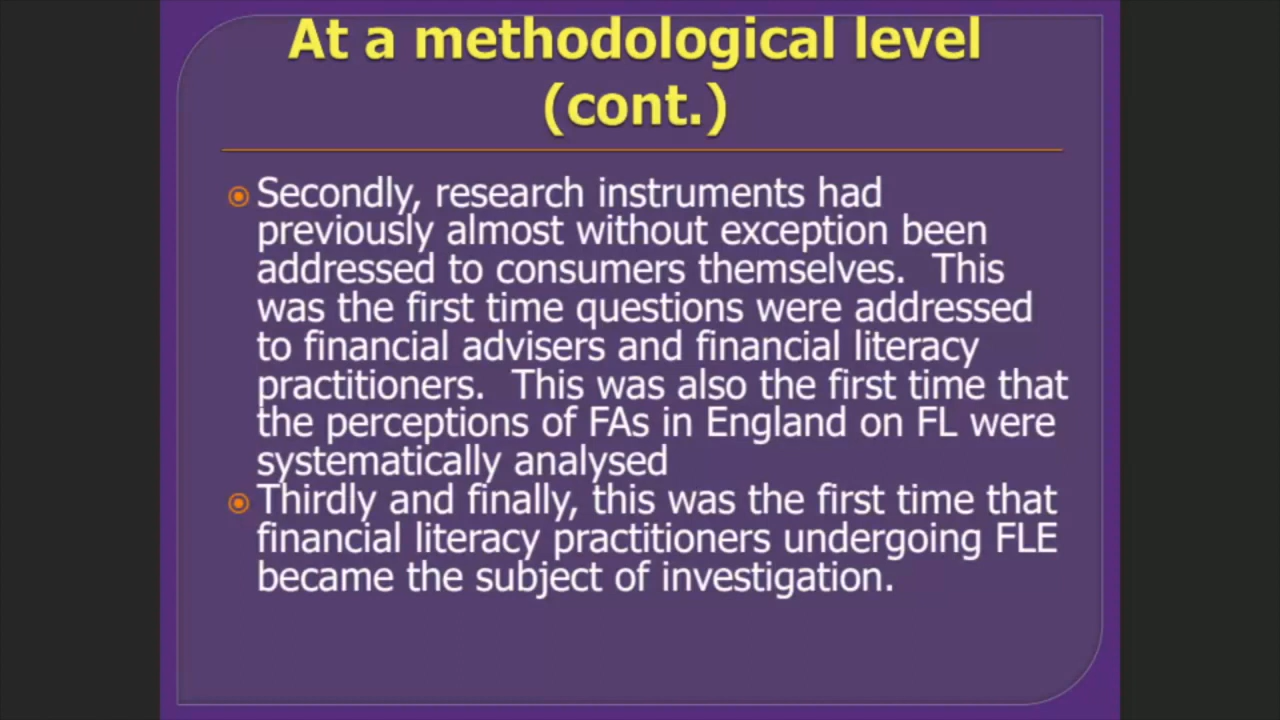 At a methodological level
(cont.)
Secondly, research instruments had
previously almost without exception been
addressed to consumers themselves.  This
was the first time questions were addressed
to financial advisers and financial literacy
practitioners.  This was also the first time that
the perceptions of FAs in England on FL were
systematically analysed
Thirdly and finally, this was the first time that
financial literacy practitioners undergoing FLE
became the subject of investigation.